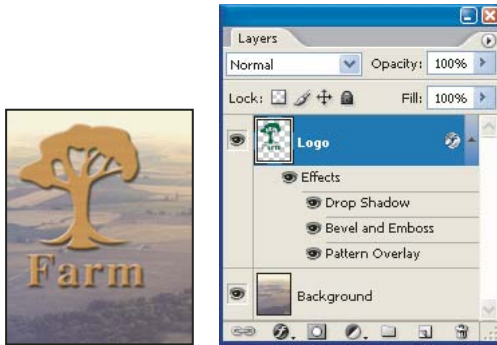 Farm
Layers
Normal Opacity: 100%
Lock: Fill: 100%
Logo
Effects
Drop Shadow
Bevel and Emboss
Pattern Overlay
Background